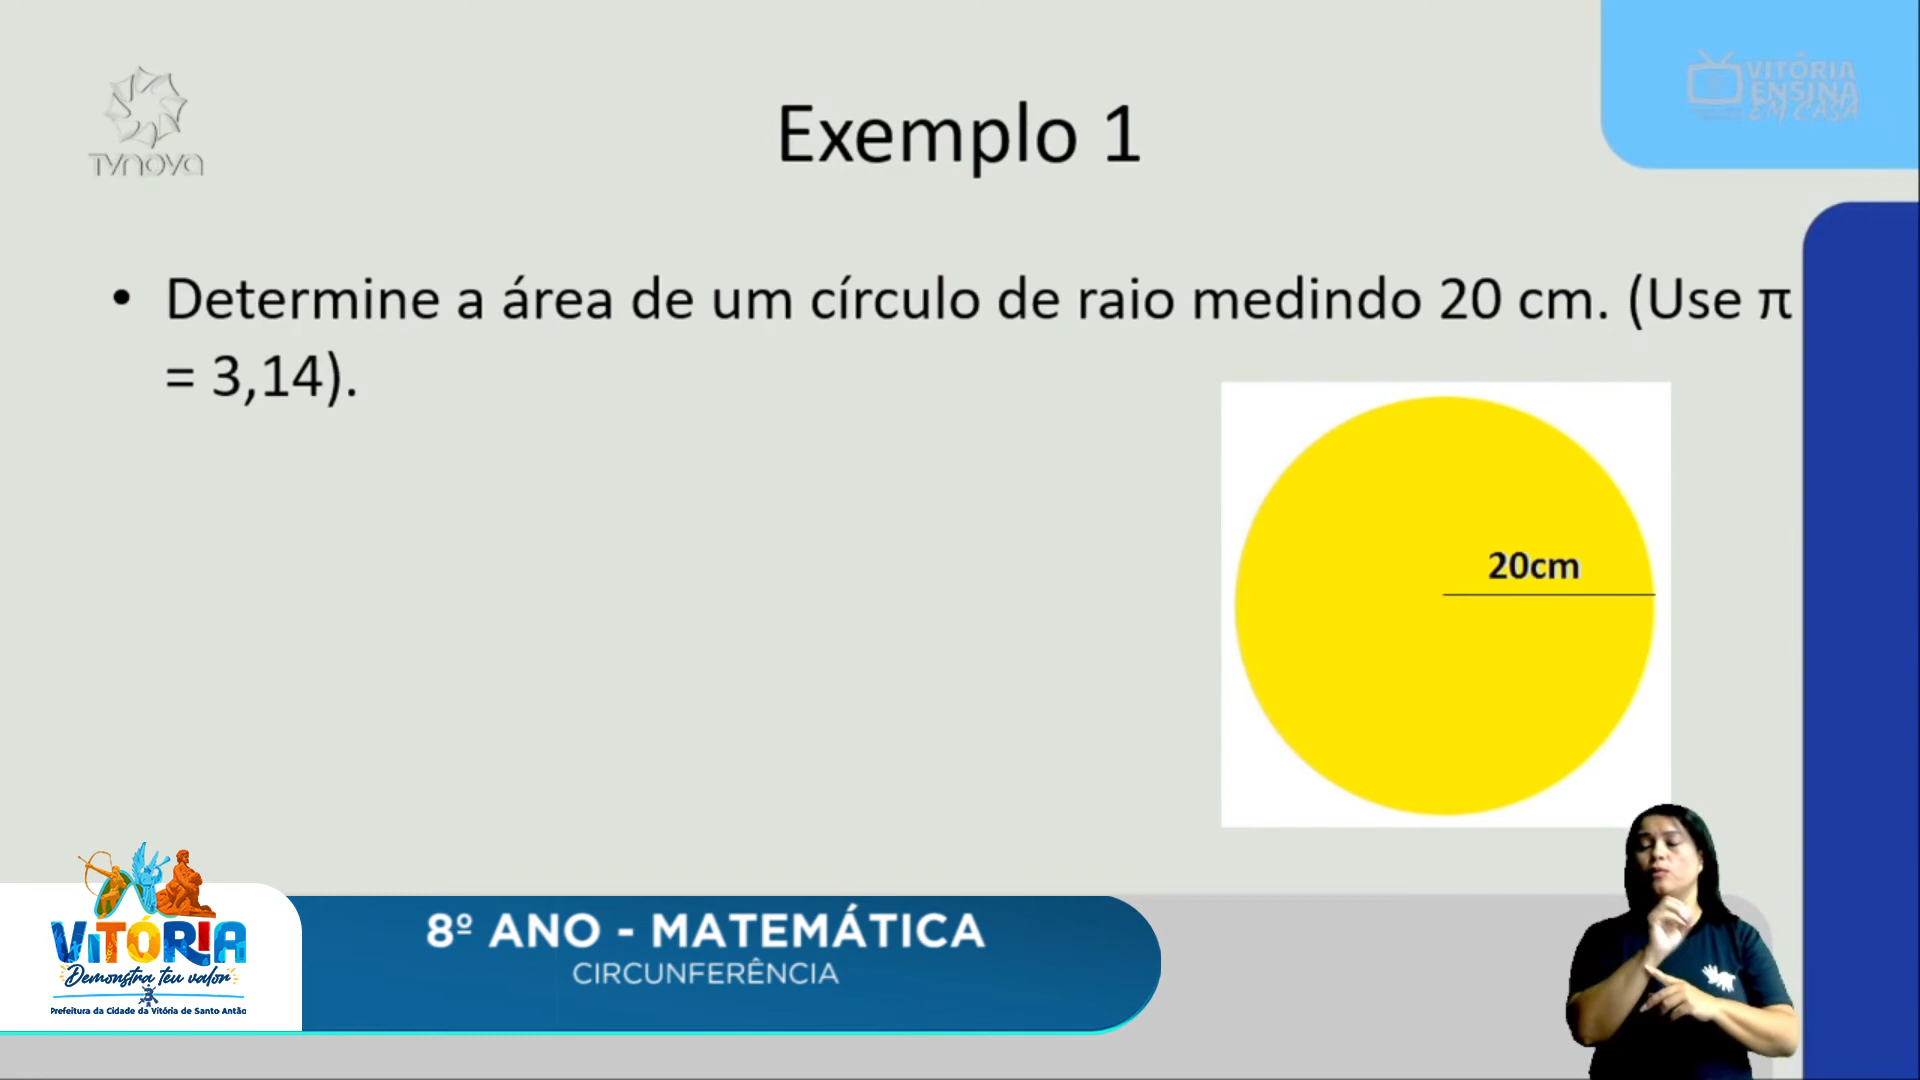 TVNOVA
VITÓRIA
ENSINA
EM CASA
Exemplo 1
• Determine a área de um círculo de raio medindo 20 cm. (Use π
= 3,14).
20cm
8º ANO - MATEMÁTICA
CIRCUNFERÊNCIA
VITÓRIA
Demonstra teu valor
Prefeitura da Cidade da Vitória de Santo Antão